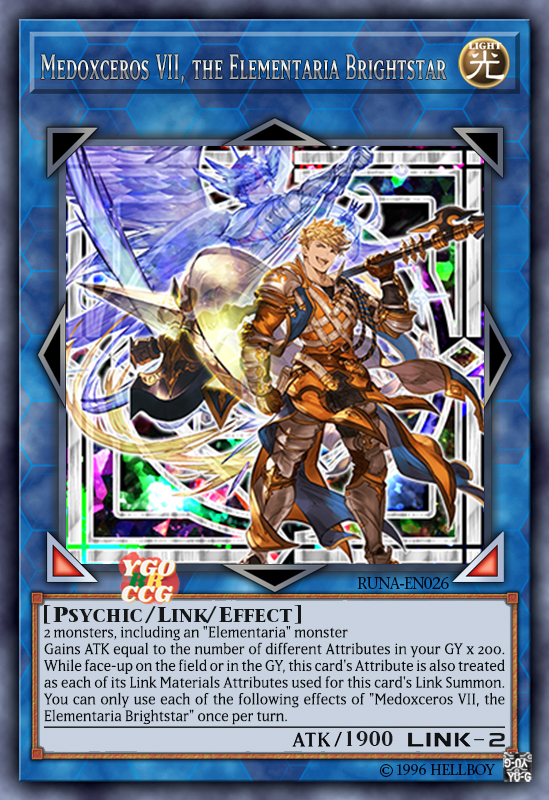 MEDOXCEROS VII, THE ELEMENTARIA BRIGHTSTAR
LIGHT
光
YGO
CCG
RUNA-EN026
[PSYCHIC/LINK/EFFECT]
2 monsters, including an "Elementaria" monster
Gains ATK equal to the number of different Attributes in your GY x 200.
While face-up on the field or in the GY, this card's Attribute is also treated
as each of its Link Materials Attributes used for this card's Link Summon.
You can only use each of the following effects of "Medoxceros VII, the
Elementaria Brightstar" once per turn.
ATK/1900 LINK-2
© 1996 HELLBOY